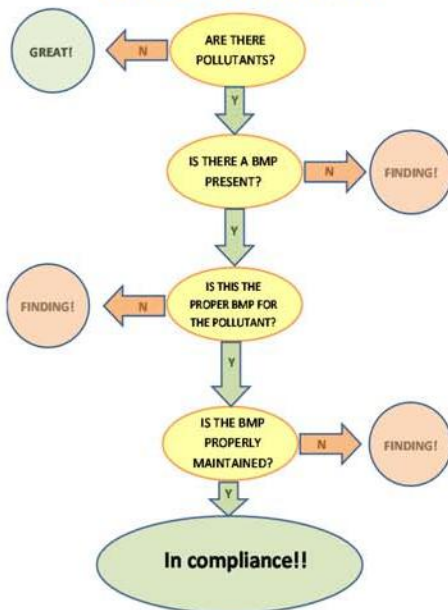 ARE THERE
POLLUTANTS?
N
GREAT!
Y
IS THERE A BMP
PRESENT?
N
FINDING!
Y
IS THIS THE
PROPER BMP FOR
THE POLLUTANT?
N
FINDING!
Y
IS THE BMP
PROPERLY
MAINTAINED?
N
FINDING!
Y
In compliance!!